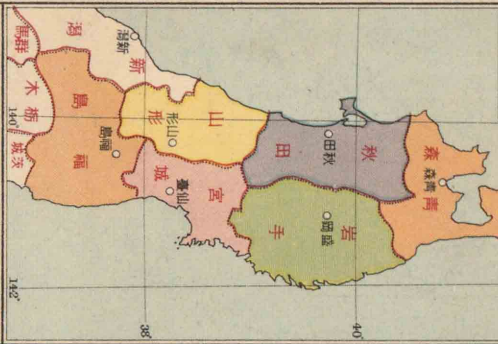 青森
青森
秋田
秋田
岩手
盛岡
山形
山形
宮城
仙臺
新潟
新潟
福島
福島
群馬
栃木
茨城
140°
142°
38°
40°